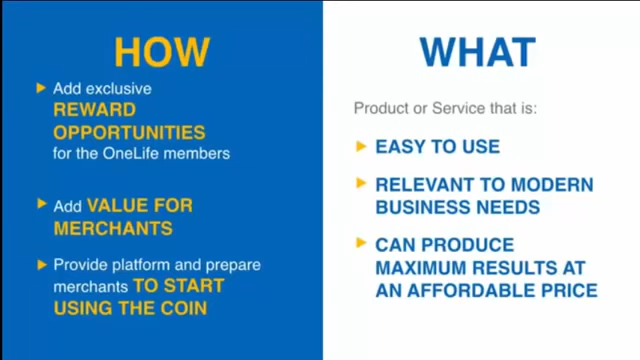 HOW
Add exclusive
REWARD
OPPORTUNITIES
for the OneLife members
Add VALUE FOR
MERCHANTS
Provide platform and prepare
merchants TO START
USING THE COIN
WHAT
Product or Service that is:
EASY TO USE
RELEVANT TO MODERN
BUSINESS NEEDS
CAN PRODUCE
MAXIMUM RESULTS AT
AN AFFORDABLE PRICE